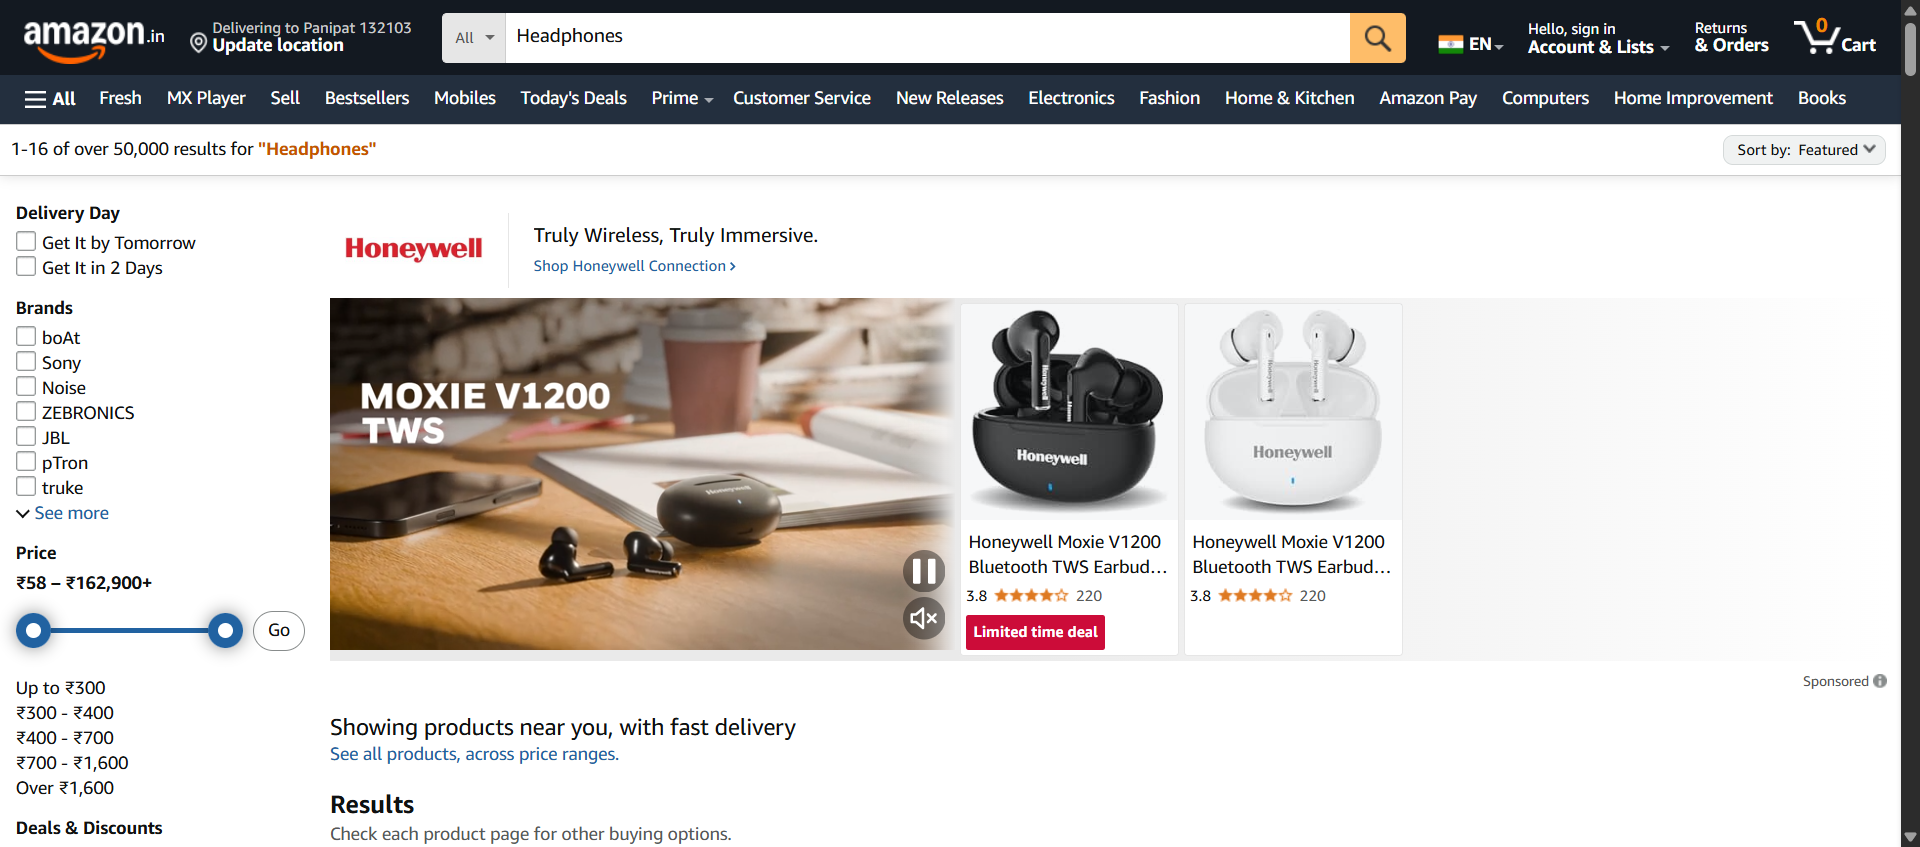 amazon.in
Delivering to Panipat 132103
Update location
All
Headphones
EN
Hello, sign in
Account & Lists
Returns
& Orders
0
Cart
All
Fresh
MX Player
Sell
Bestsellers
Mobiles
Today's Deals
Prime
Customer Service
New Releases
Electronics
Fashion
Home & Kitchen
Amazon Pay
Computers
Home Improvement
Books
1-16 of over 50,000 results for "Headphones"
Sort by: Featured
Delivery Day
Get It by Tomorrow
Get It in 2 Days
Brands
boAt
Sony
Noise
ZEBRONICS
JBL
pTron
truke
See more
Price
₹58 – ₹162,900+
Go
Up to ₹300
₹300 - ₹400
₹400 - ₹700
₹700 - ₹1,600
Over ₹1,600
Deals & Discounts
Honeywell
Truly Wireless, Truly Immersive.
Shop Honeywell Connection ›
MOXIE V1200
TWS
Honeywell
Honeywell
Honeywell
Honeywell Moxie V1200
Bluetooth TWS Earbud…
3.8
220
Limited time deal
Honeywell
Honeywell
Honeywell
Honeywell Moxie V1200
Bluetooth TWS Earbud…
3.8
220
Sponsored
Showing products near you, with fast delivery
See all products, across price ranges.
Results
Check each product page for other buying options.